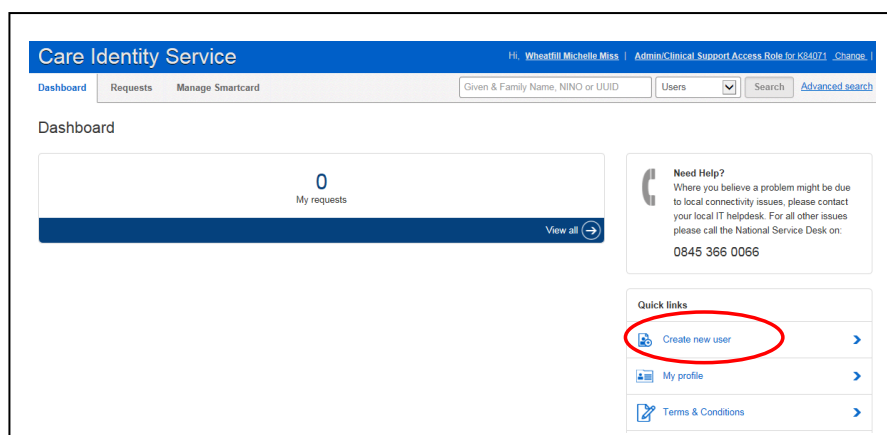 Care Identity Service
Hi, Wheatfill Michelle Miss | Admin/Clinical Support Access Role for K84071 Change |
Dashboard Requests Manage Smartcard
Given & Family Name, NINO or UUID Users Search Advanced search
Dashboard
0
My requests
View all
Need Help?
Where you believe a problem might be due
to local connectivity issues, please contact
your local IT helpdesk. For all other issues
please call the National Service Desk on:
0845 366 0066
Quick links
Create new user
My profile
Terms & Conditions